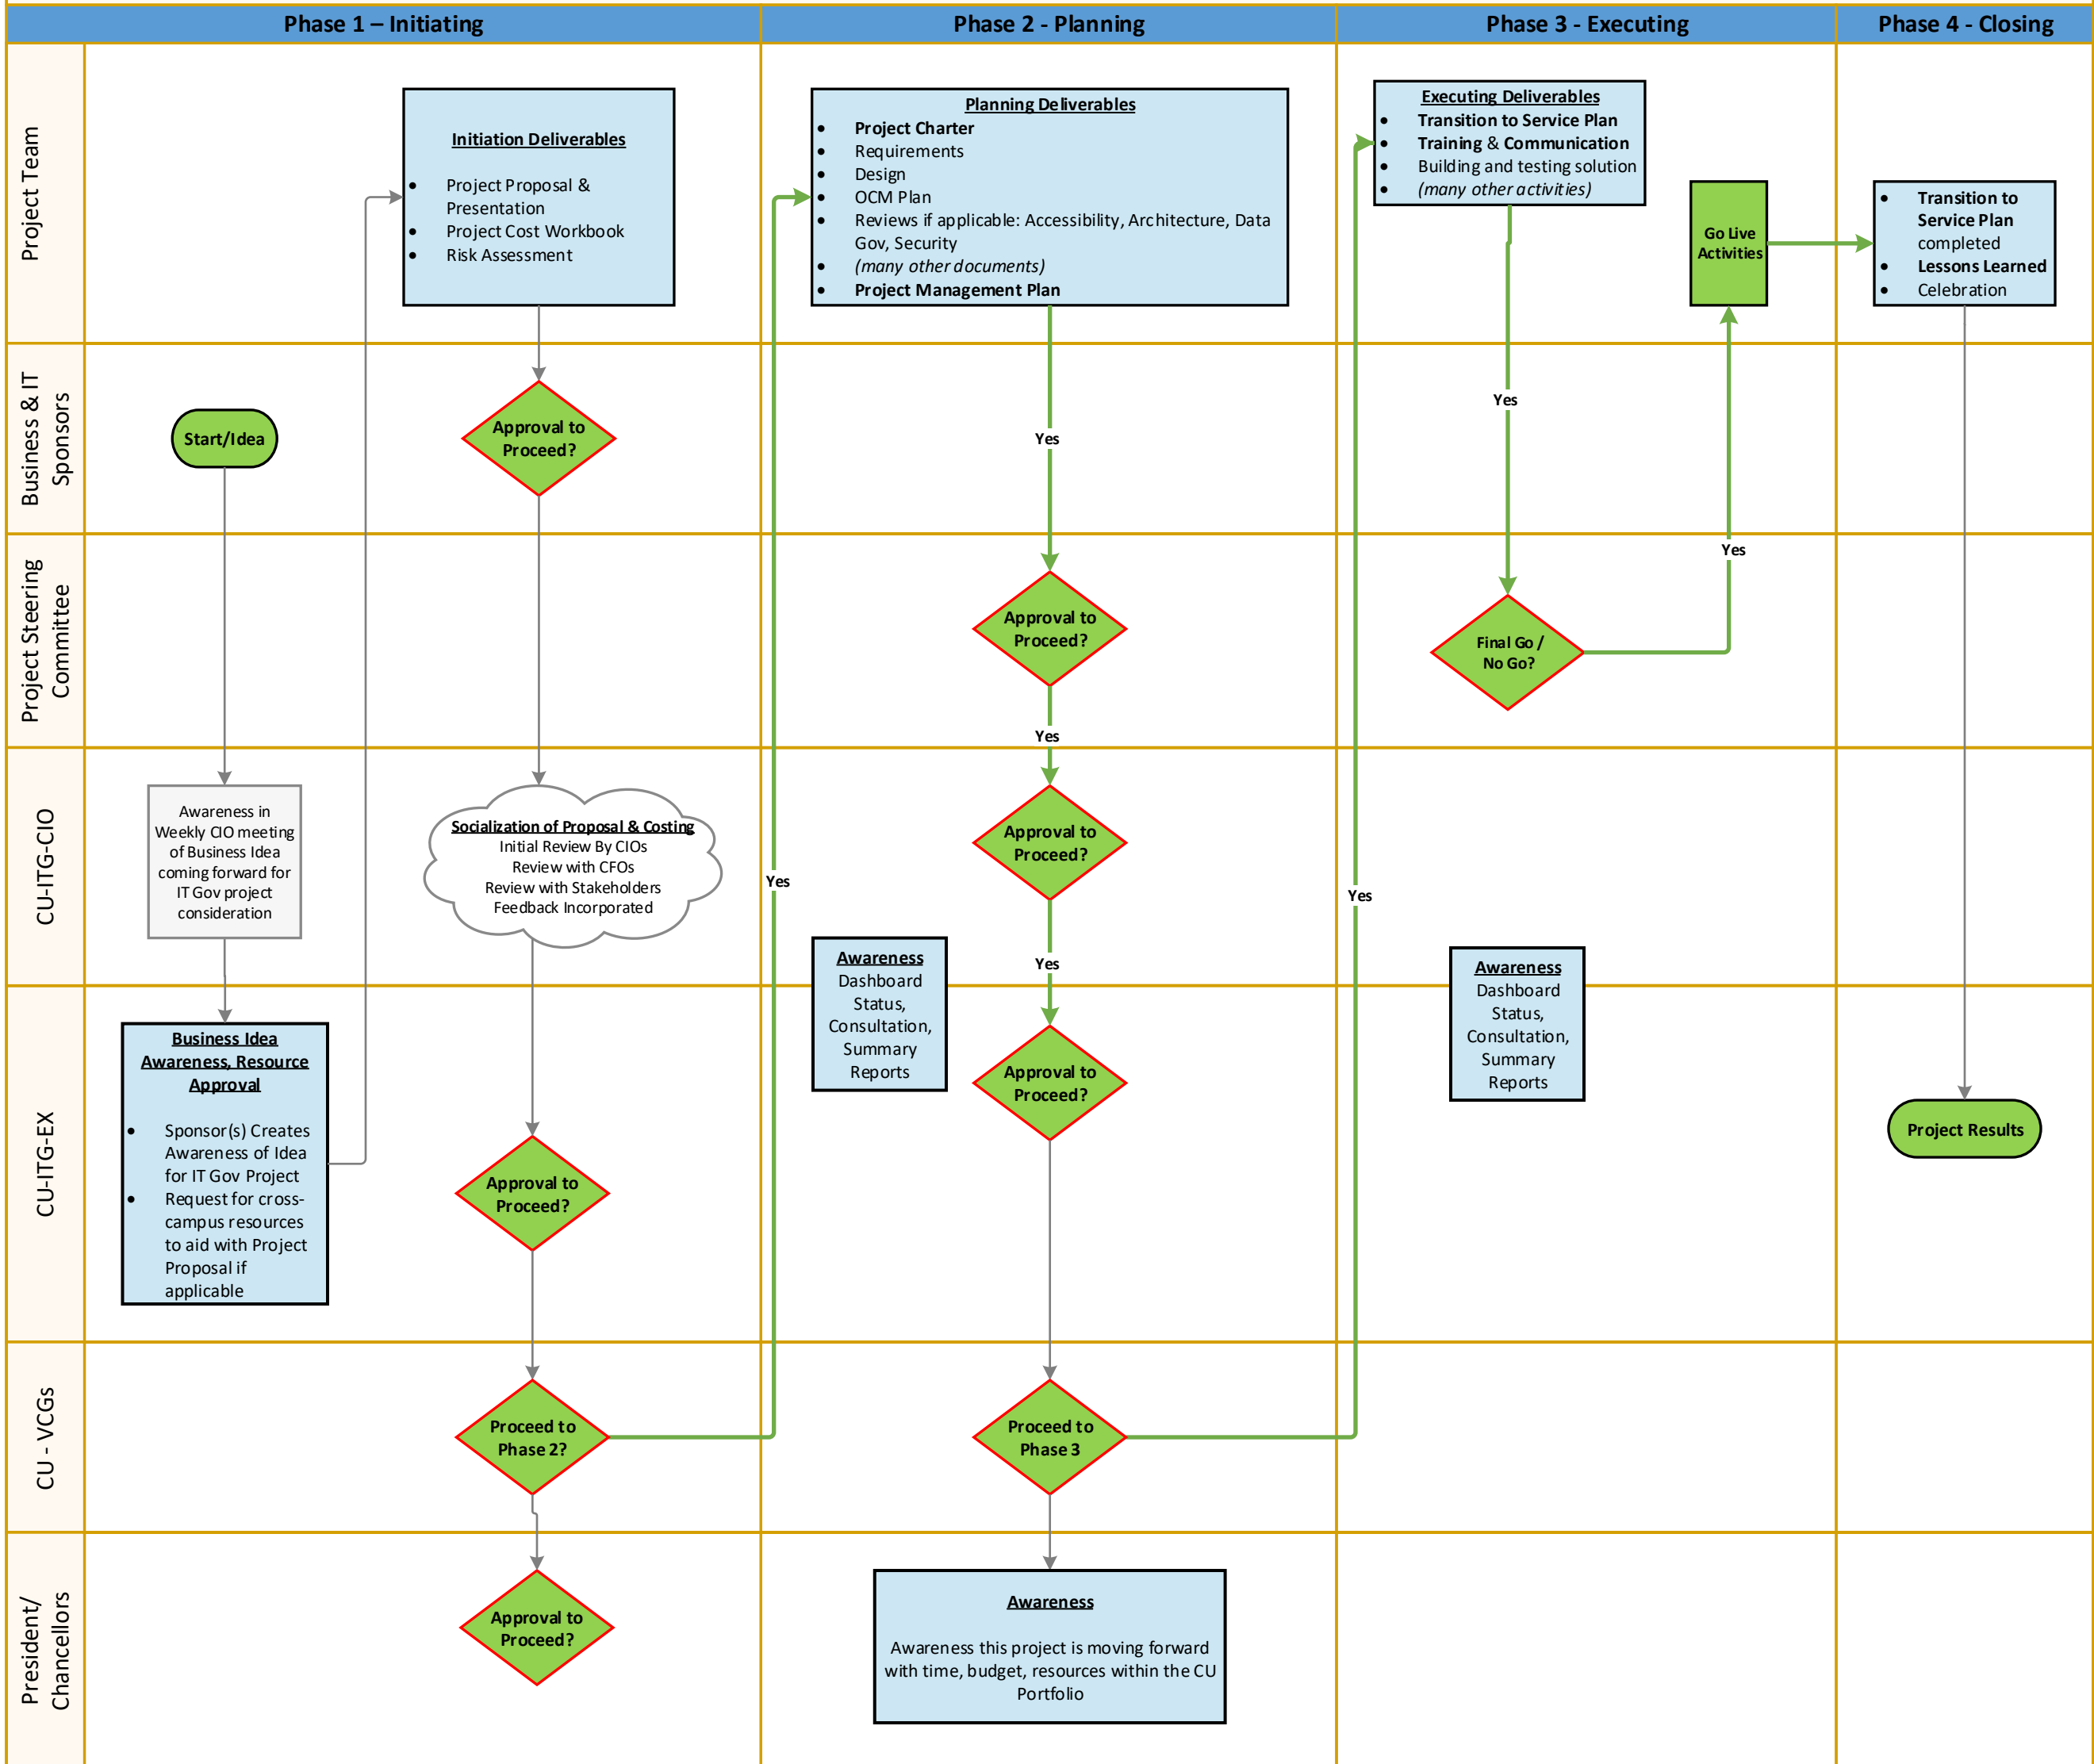 Phase 1 – Initiating
Phase 2 - Planning
Phase 3 - Executing
Phase 4 - Closing
Project Team
Initiation Deliverables
• Project Proposal &
Presentation
• Project Cost Workbook
• Risk Assessment
Planning Deliverables
• Project Charter
• Requirements
• Design
• OCM Plan
• Reviews if applicable: Accessibility, Architecture, Data
Gov, Security
• (many other documents)
• Project Management Plan
Executing Deliverables
• Transition to Service Plan
• Training & Communication
• Building and testing solution
• (many other activities)
Go Live
Activities
• Transition to
Service Plan
completed
• Lessons Learned
• Celebration
Business & IT
Sponsors
Start/Idea
Approval to
Proceed?
Yes
Yes
Project Steering
Committee
Approval to
Proceed?
Yes
Final Go /
No Go?
Yes
CU-ITG-CIO
Awareness in
Weekly CIO meeting
of Business Idea
coming forward for
IT Gov project
consideration
Socialization of Proposal & Costing
Initial Review By CIOs
Review with CFOs
Review with Stakeholders
Feedback Incorporated
Yes
Approval to
Proceed?
Yes
Yes
Awareness
Dashboard
Status,
Consultation,
Summary
Reports
Awareness
Dashboard
Status,
Consultation,
Summary
Reports
CU-ITG-EX
Business Idea
Awareness, Resource
Approval
• Sponsor(s) Creates
Awareness of Idea
for IT Gov Project
• Request for cross-
campus resources
to aid with Project
Proposal if
applicable
Approval to
Proceed?
Approval to
Proceed?
Project Results
CU - VCGs
Proceed to
Phase 2?
Proceed to
Phase 3
President/
Chancellors
Approval to
Proceed?
Awareness
Awareness this project is moving forward
with time, budget, resources within the CU
Portfolio